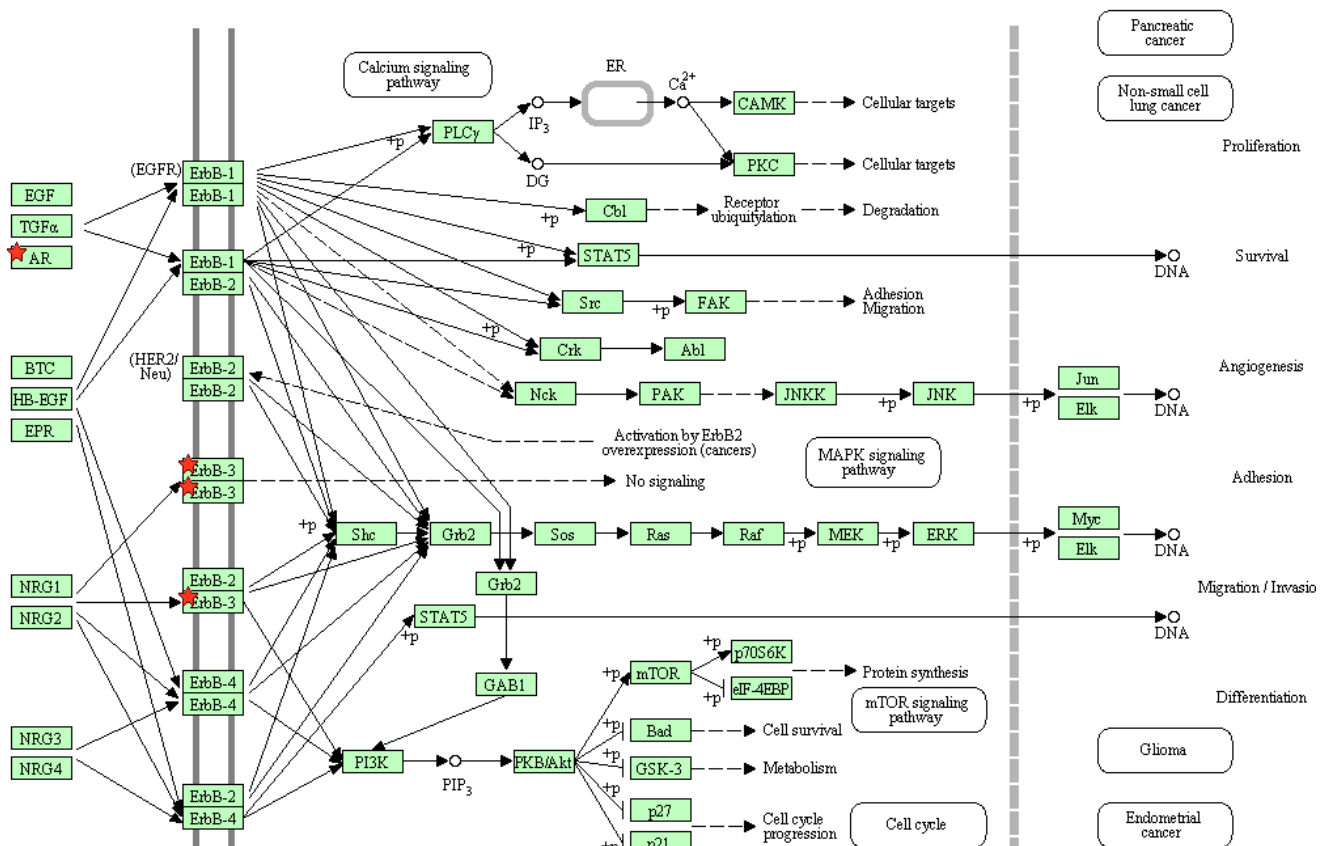 Pancreatic
cancer
Calcium signaling
pathway
ER
Ca2+
CAMK
Cellular targets
Non-small cell
lung cancer
IP3
PLCγ
+p
Proliferation
(EGFR)
ErbB-1
ErbB-1
DG
PKC
Cellular targets
EGF
TGFα
AR
Cbl
+p
Receptor
ubiquitylation
Degradation
ErbB-1
ErbB-2
+p
STAT5
DNA
Survival
Src
+p
FAK
Adhesion
Migration
+p
Crk
Abl
BTC
HB-EGF
EPR
(HER2/
Neu)
ErbB-2
ErbB-2
Nck
PAK
JNKK
+p
JNK
+p
Jun
Elk
DNA
Angiogenesis
Activation by ErbB2
overexpression (cancers)
MAPK signaling
pathway
ErbB-3
ErbB-3
No signaling
Adhesion
+p
Shc
Grb2
Sos
Ras
Raf
+p
MEK
+p
ERK
+p
Myc
Elk
DNA
NRG1
NRG2
ErbB-2
ErbB-3
Grb2
Migration / Invasio
STAT5
+p
DNA
ErbB-4
ErbB-4
GAB1
+p
mTOR
+p
p70S6K
+p
eIF-4EBP
Protein synthesis
mTOR signaling
pathway
Differentiation
NRG3
NRG4
+p
Bad
Cell survival
PI3K
PIP3
PKB/Akt
+p
GSK-3
Metabolism
Glioma
ErbB-2
ErbB-4
+p
p27
+p
p21
Cell cycle
progression
Cell cycle
Endometrial
cancer